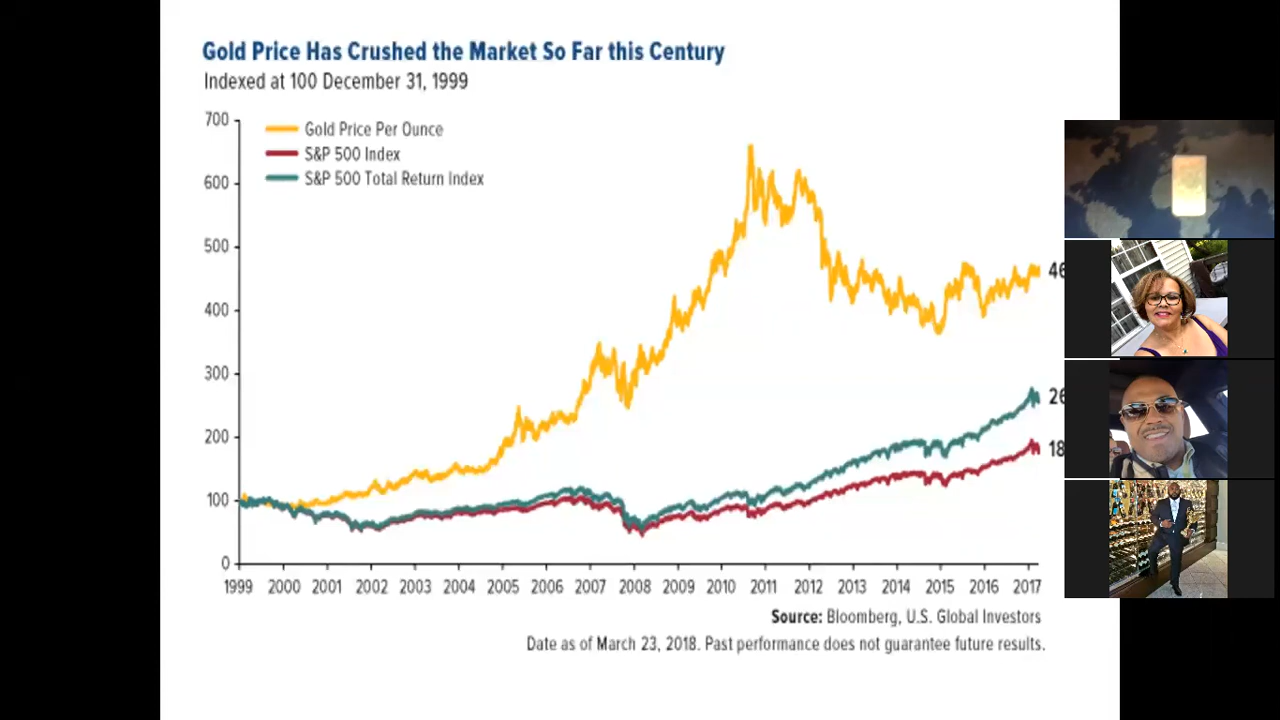 Gold Price Has Crushed the Market So Far this Century
Indexed at 100 December 31, 1999
700
Gold Price Per Ounce
S&P 500 Index
600
S&P 500 Total Return Index
500
400
300
200
100
0
1999 2000 2001 2002 2003 2004 2005 2006 2007 2008 2009 2010 2011 2012 2013 2014 2015 2016 2017
Source: Bloomberg, U.S. Global Investors
Date as of March 23, 2018. Past performance does not guarantee future results.